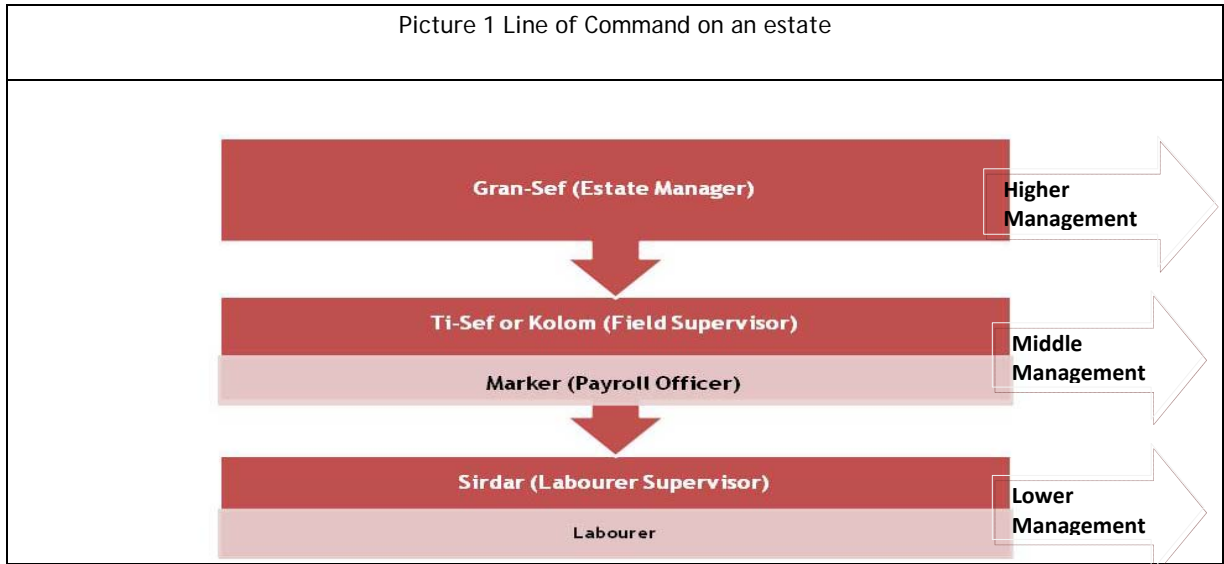 Picture 1 Line of Command on an estate
Gran-Sef (Estate Manager)
Higher
Management
Ti-Sef or Kolom (Field Supervisor)
Marker (Payroll Officer)
Middle
Management
Sirdar (Labourer Supervisor)
Labourer
Lower
Management